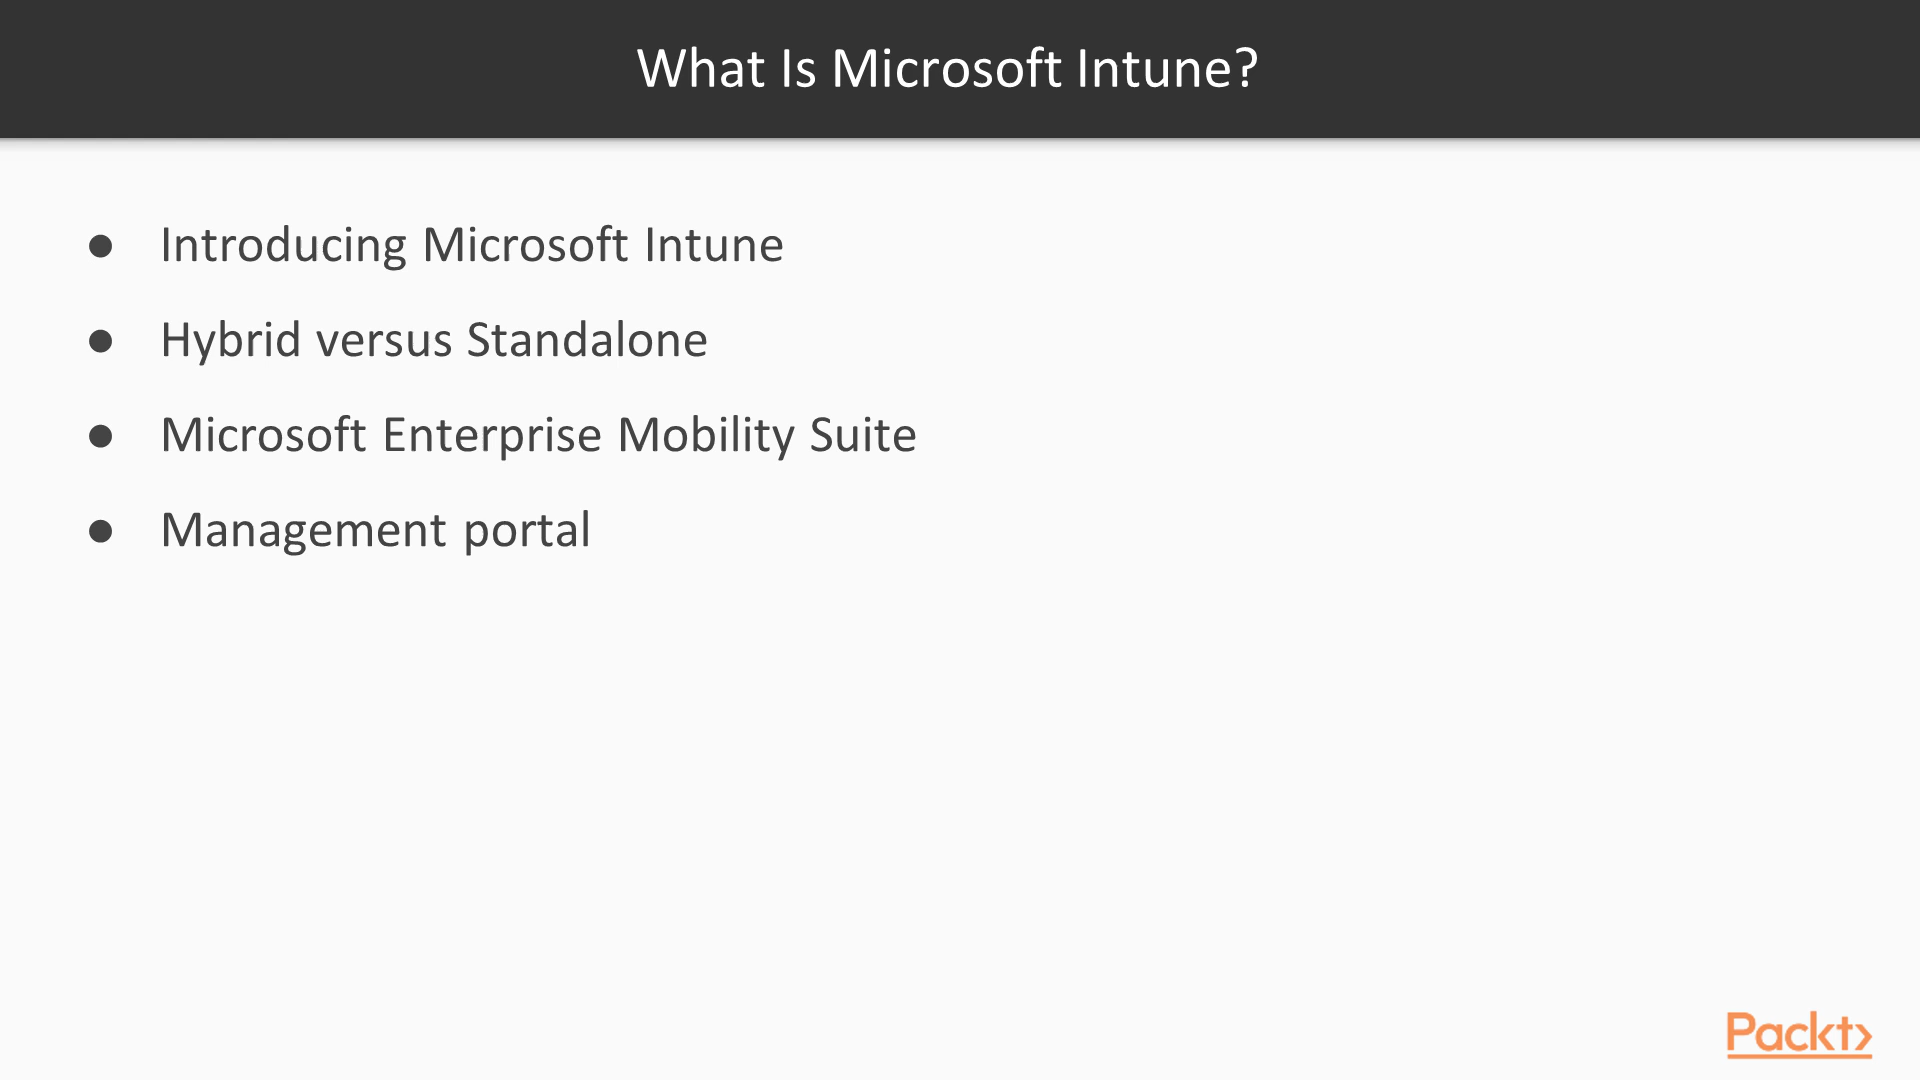 What Is Microsoft Intune?
● Introducing Microsoft Intune
● Hybrid versus Standalone
● Microsoft Enterprise Mobility Suite
● Management portal
Packt>